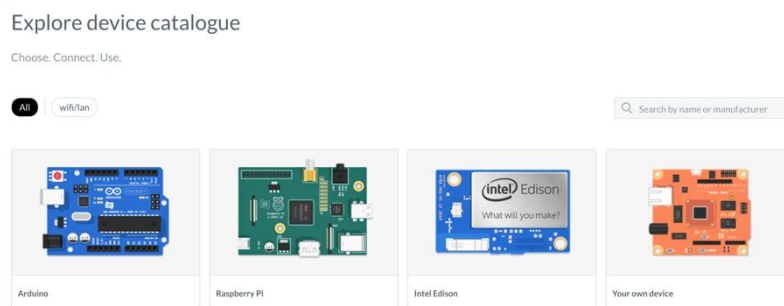 Explore device catalogue
Choose. Connect. Use.
All
wifi/lan
Search by name or manufacturer
intel Edison
What will you make?
Arduino
Raspberry Pi
Intel Edison
Your own device